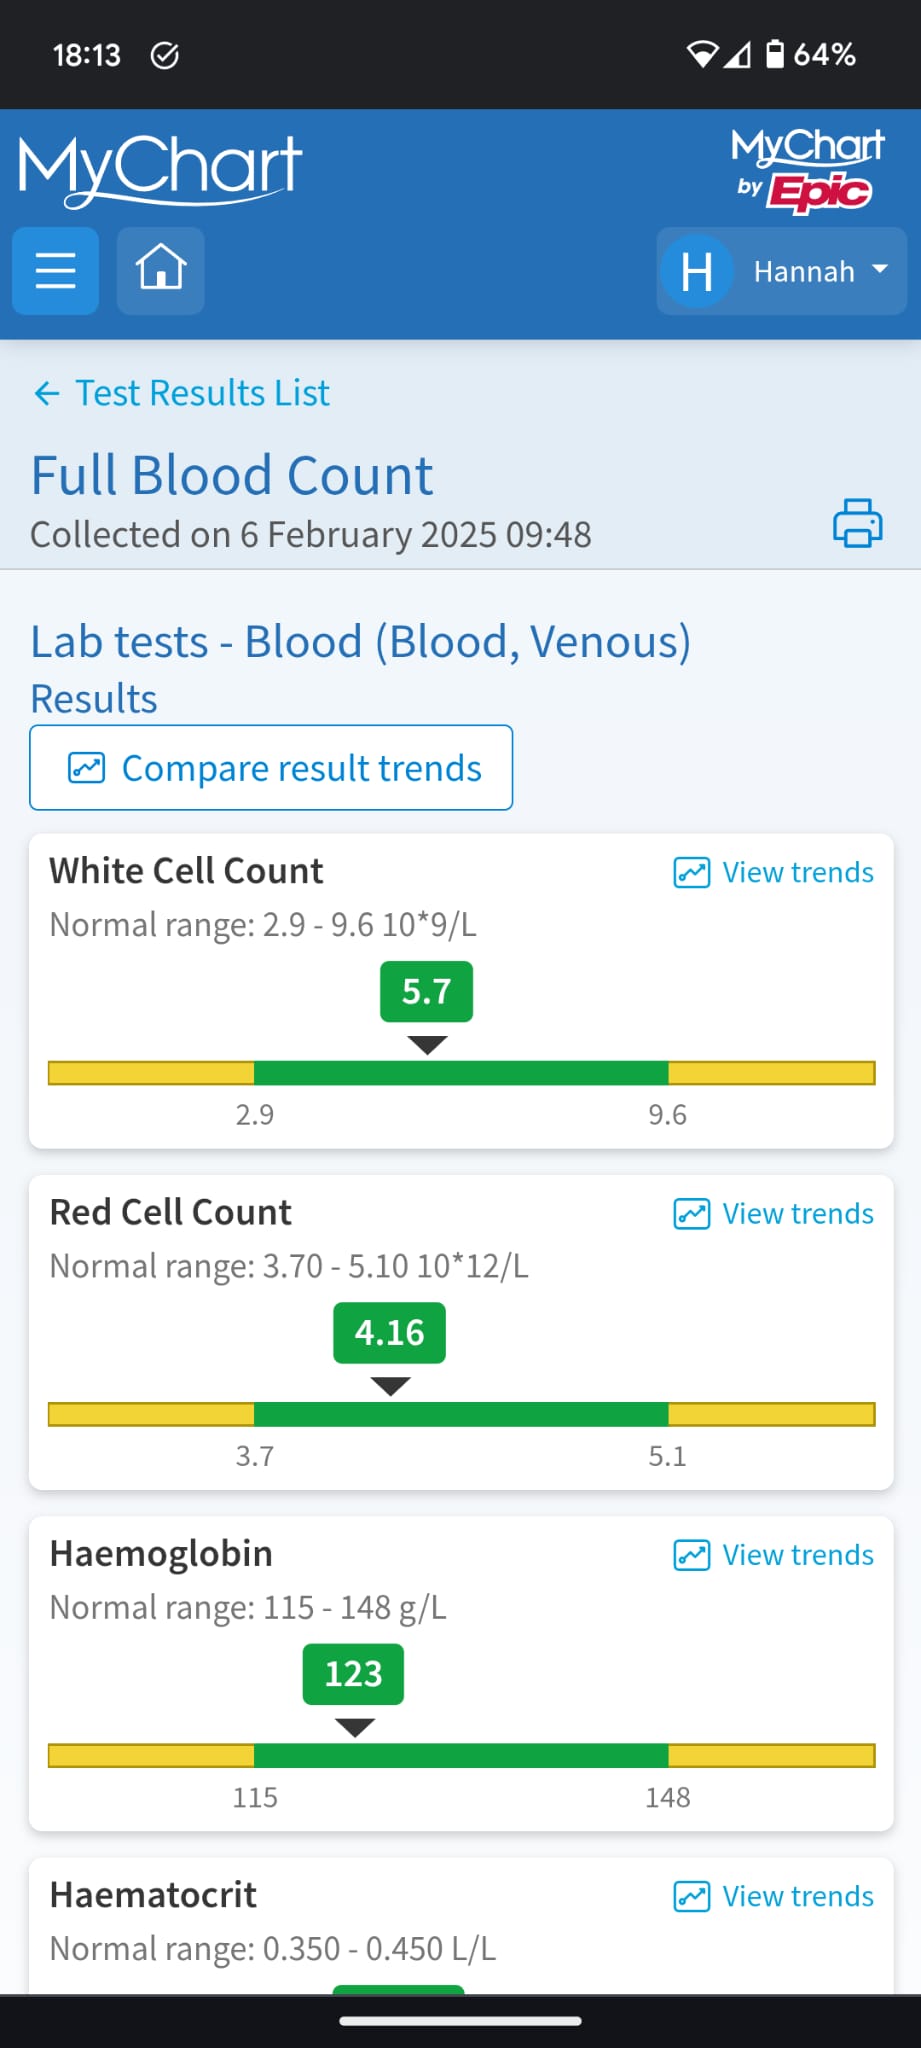 18:13 64%
MyChart
MyChart
by Epic
H Hannah
← Test Results List
Full Blood Count
Collected on 6 February 2025 09:48
Lab tests - Blood (Blood, Venous)
Results
Compare result trends
White Cell Count View trends
Normal range: 2.9 - 9.6 10*9/L
5.7
2.9 9.6
Red Cell Count View trends
Normal range: 3.70 - 5.10 10*12/L
4.16
3.7 5.1
Haemoglobin View trends
Normal range: 115 - 148 g/L
123
115 148
Haematocrit View trends
Normal range: 0.350 - 0.450 L/L